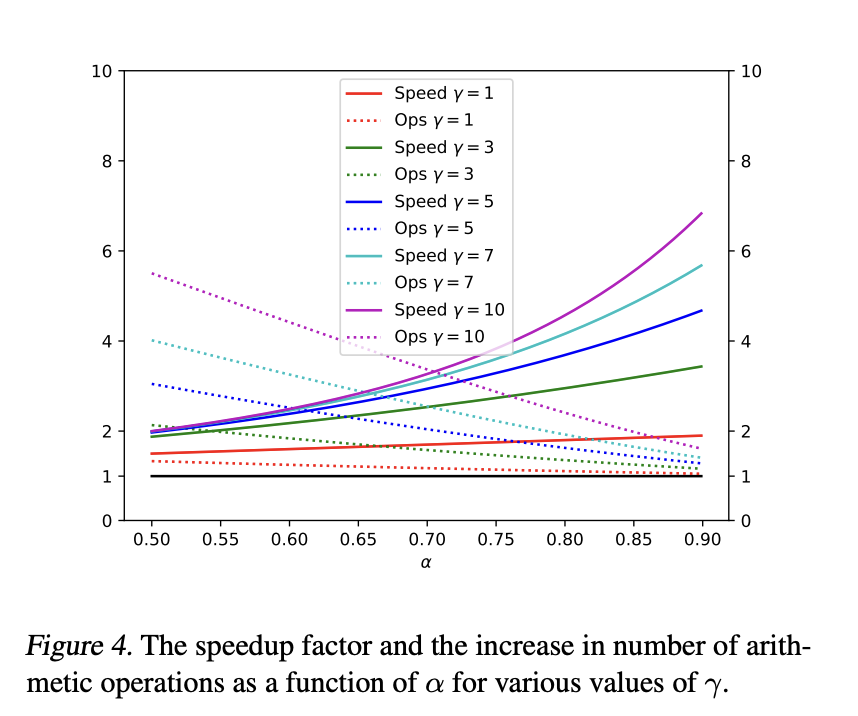 10
8
6
4
2
1
0
10
8
6
4
2
1
0
Speed γ = 1
Ops γ = 1
Speed γ = 3
Ops γ = 3
Speed γ = 5
Ops γ = 5
Speed γ = 7
Ops γ = 7
Speed γ = 10
Ops γ = 10
0.50 0.55 0.60 0.65 0.70 0.75 0.80 0.85 0.90
α
Figure 4. The speedup factor and the increase in number of arith-
metic operations as a function of α for various values of γ.